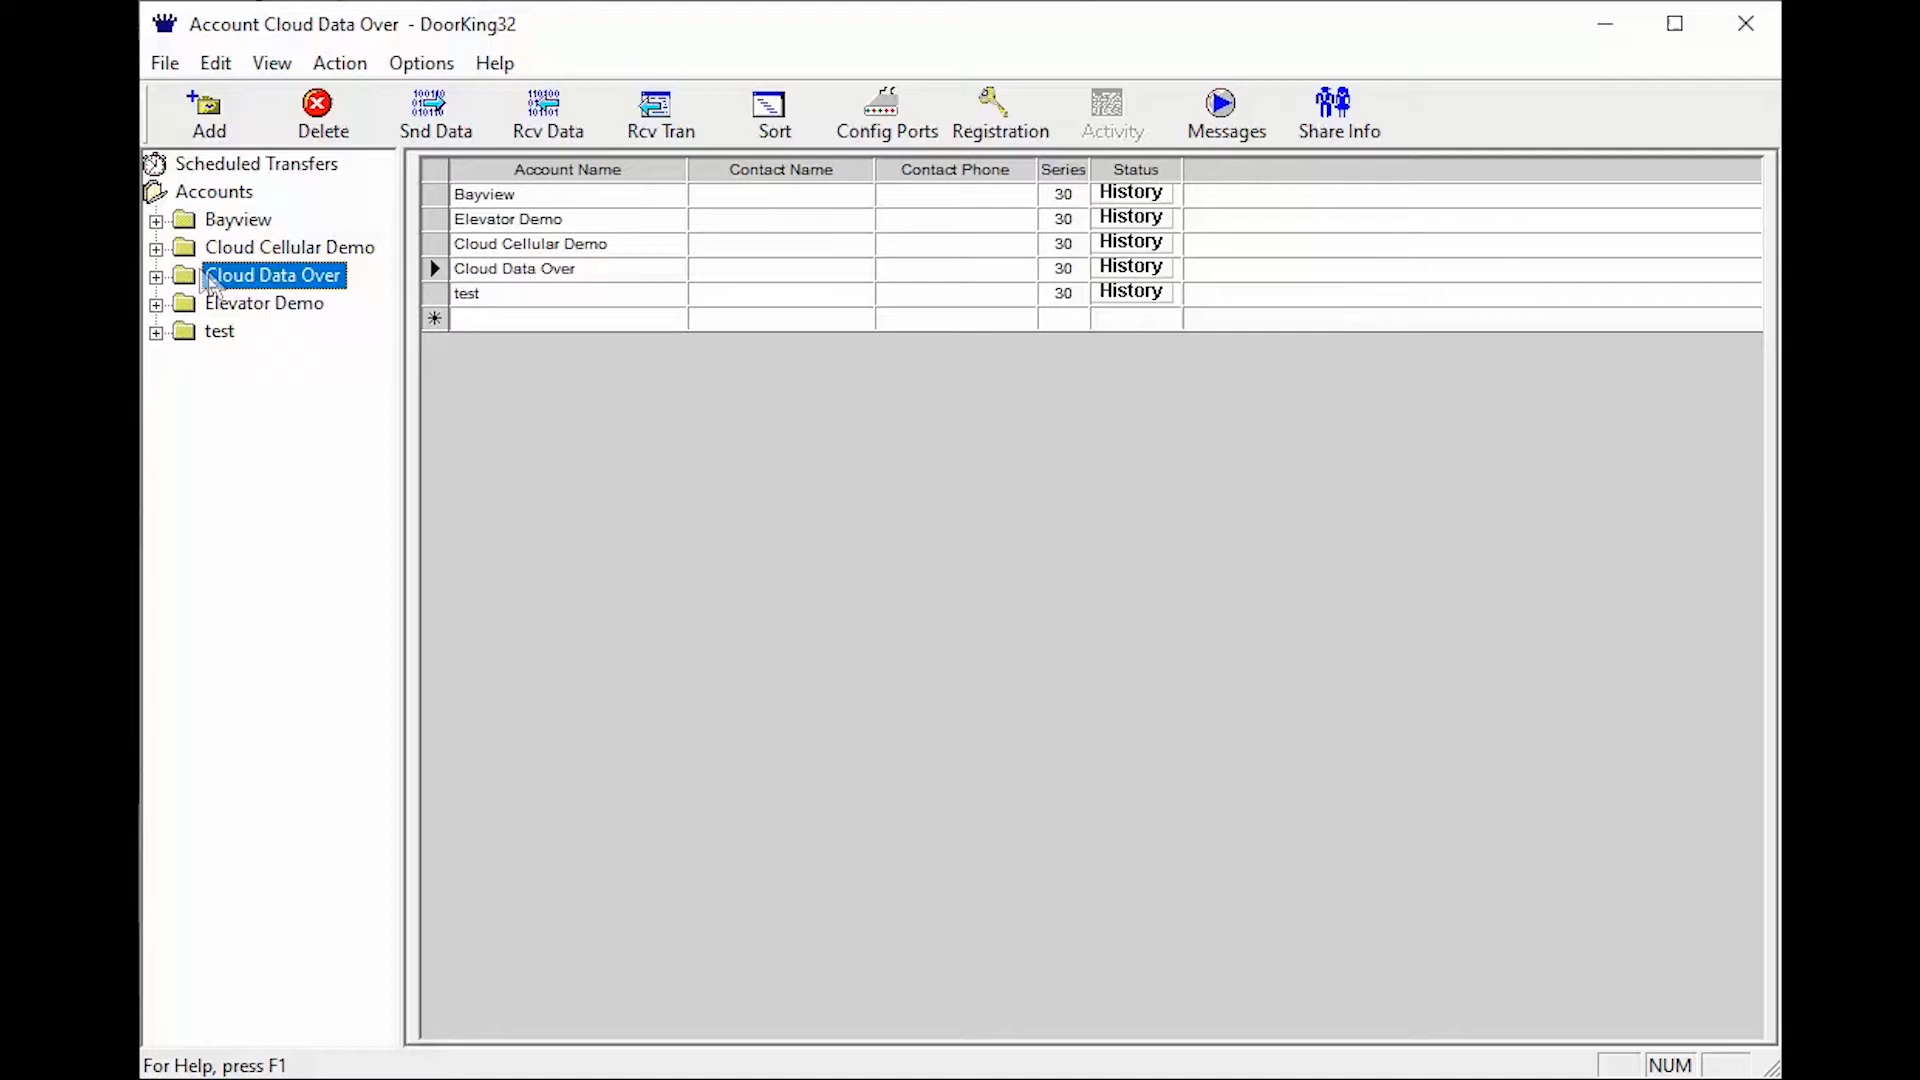 Account Cloud Data Over - DoorKing32
File Edit View Action Options Help
Add Delete Snd Data Rcv Data Rcv Tran Sort Config Ports Registration Activity Messages Share Info
Scheduled Transfers
Accounts
Bayview
Cloud Cellular Demo
Cloud Data Over
Elevator Demo
test
Account Name Contact Name Contact Phone Series Status
Bayview 30 History
Elevator Demo 30 History
Cloud Cellular Demo 30 History
Cloud Data Over 30 History
test 30 History
For Help, press F1 NUM